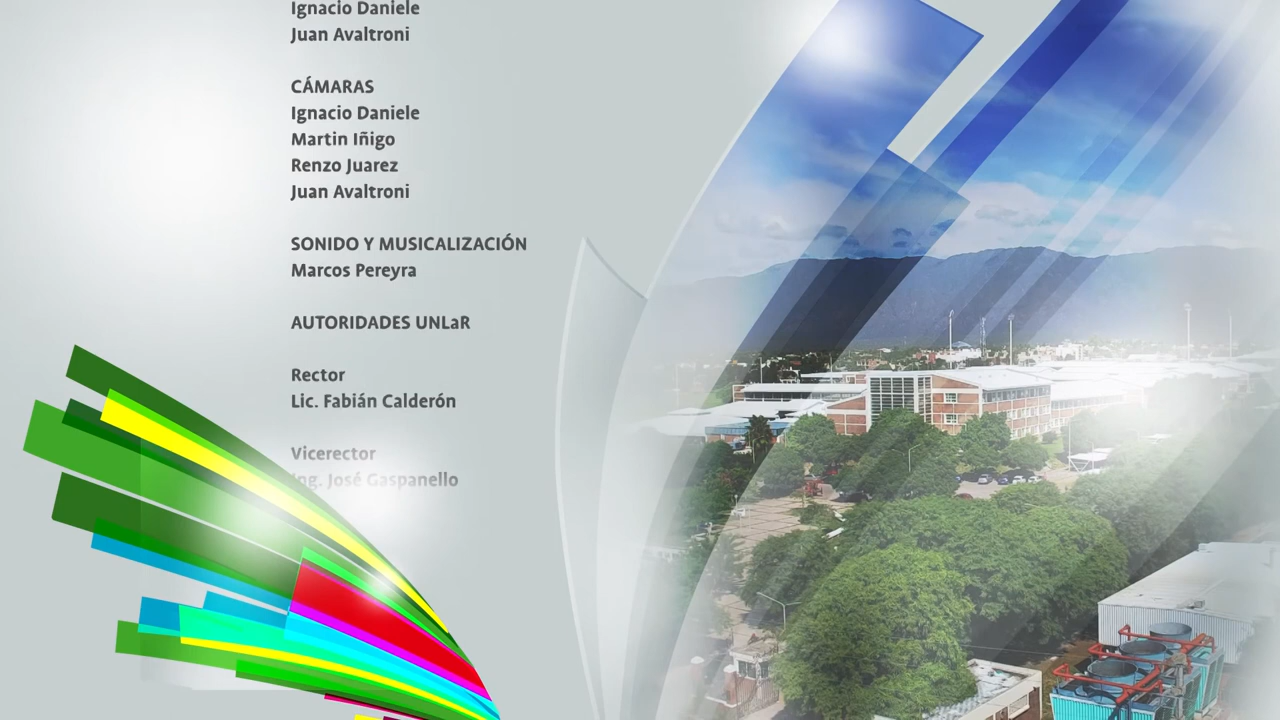 Ignacio Daniele
Juan Avaltroni
CÁMARAS
Ignacio Daniele
Martin Iñigo
Renzo Juarez
Juan Avaltroni
SONIDO Y MUSICALIZACIÓN
Marcos Pereyra
AUTORIDADES UNLaR
Rector
Lic. Fabián Calderón
Vicerector
Ing. José Gaspanello